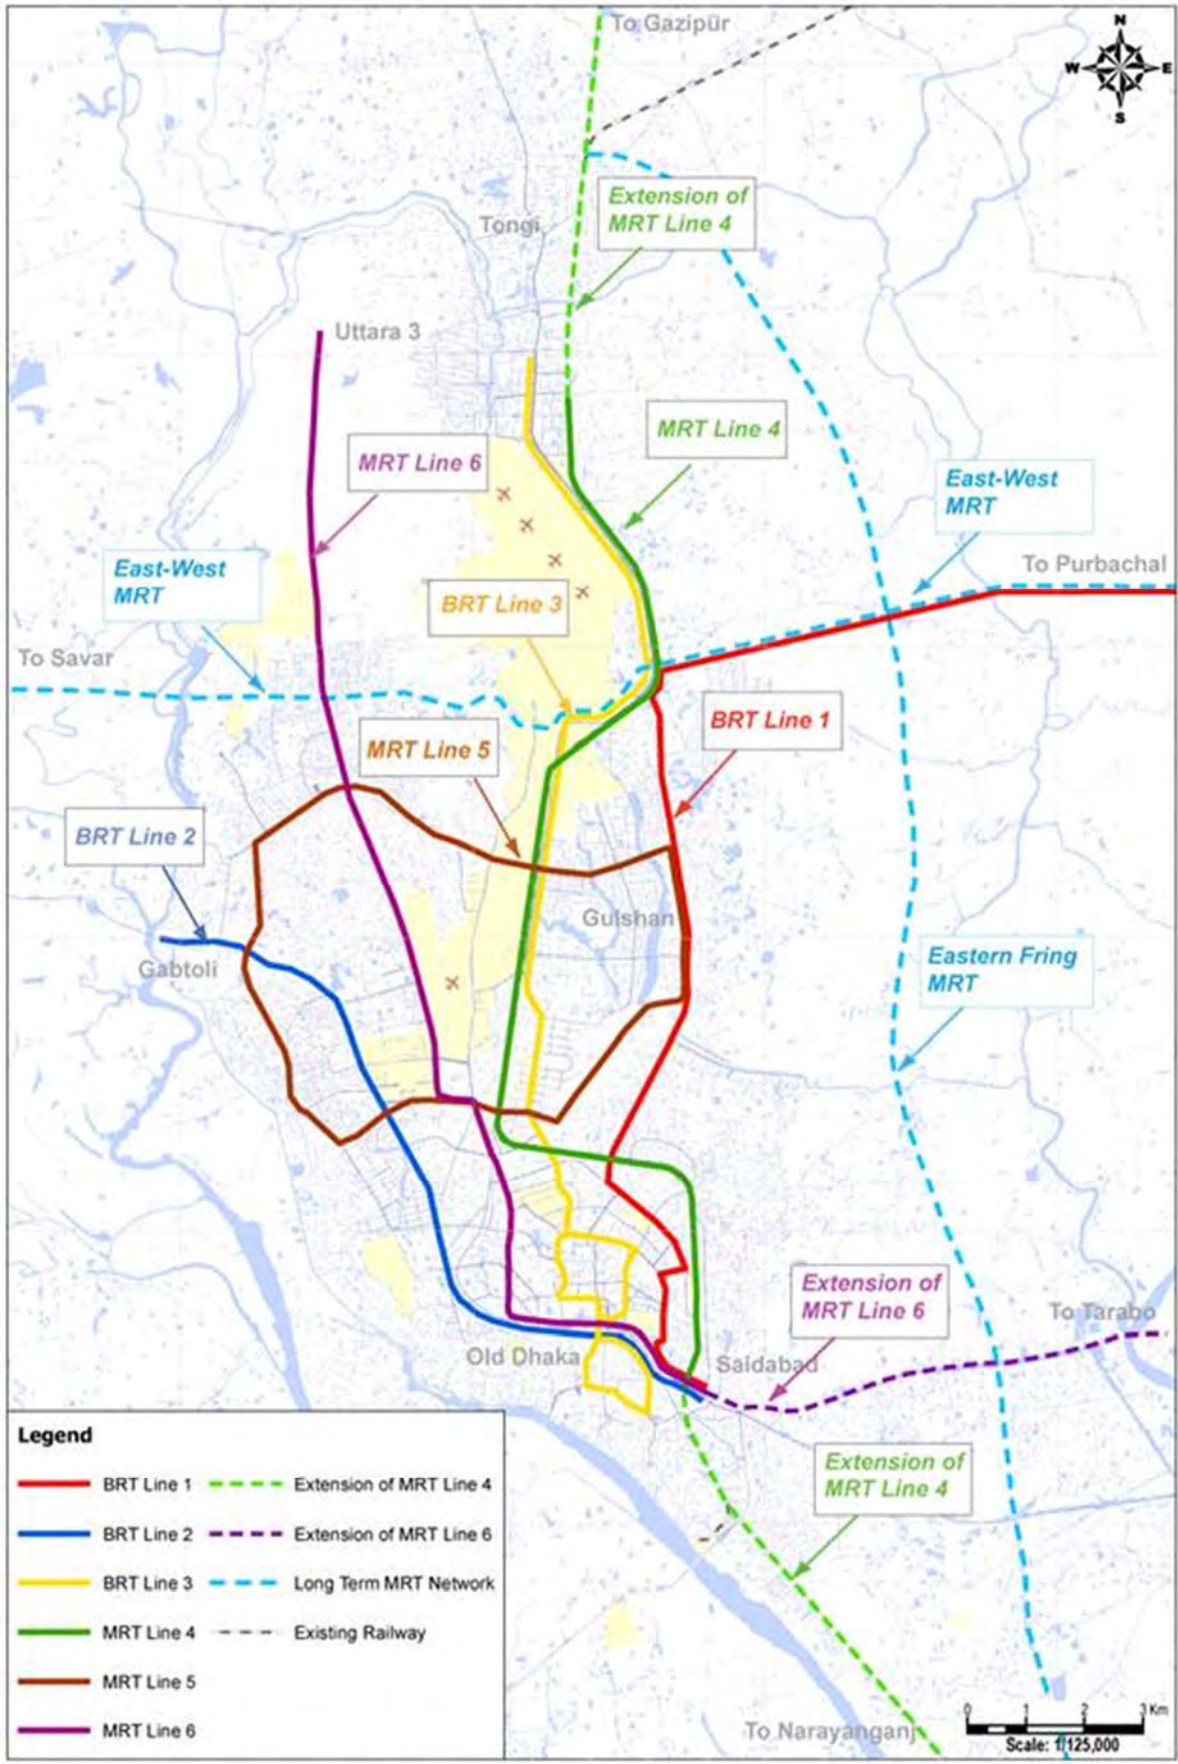 To Gazipur
N
W
E
S
Extension of
MRT Line 4
Tongi
Uttara 3
MRT Line 4
MRT Line 6
East-West
MRT
East-West
MRT
To Purbachal
BRT Line 3
To Savar
BRT Line 1
MRT Line 5
BRT Line 2
Gulshan
Gabtoli
Eastern Fring
MRT
Extension of
MRT Line 6
To Tarabo
Old Dhaka
Saidabad
Extension of
MRT Line 4
Legend
BRT Line 1
Extension of MRT Line 4
BRT Line 2
Extension of MRT Line 6
BRT Line 3
Long Term MRT Network
MRT Line 4
Existing Railway
MRT Line 5
MRT Line 6
To Narayanganj
0 1 2 3 Km
Scale: 1/125,000